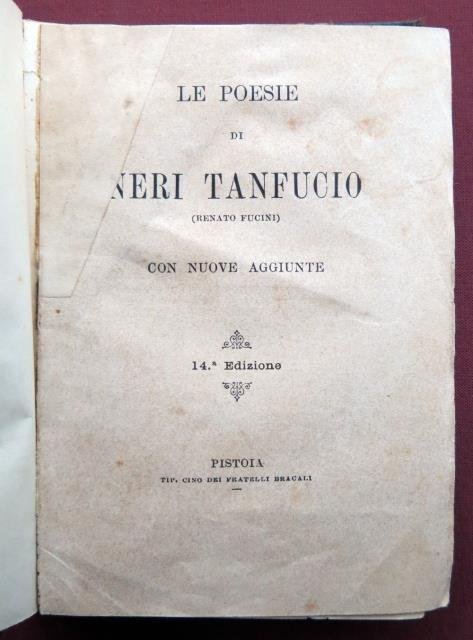 LE POESIE
DI
NERI TANFUCIO
(RENATO FUCINI)
CON NUOVE AGGIUNTE
14.ª Edizione
PISTOIA
TIP. CINO DEI FRATELLI BRACALI